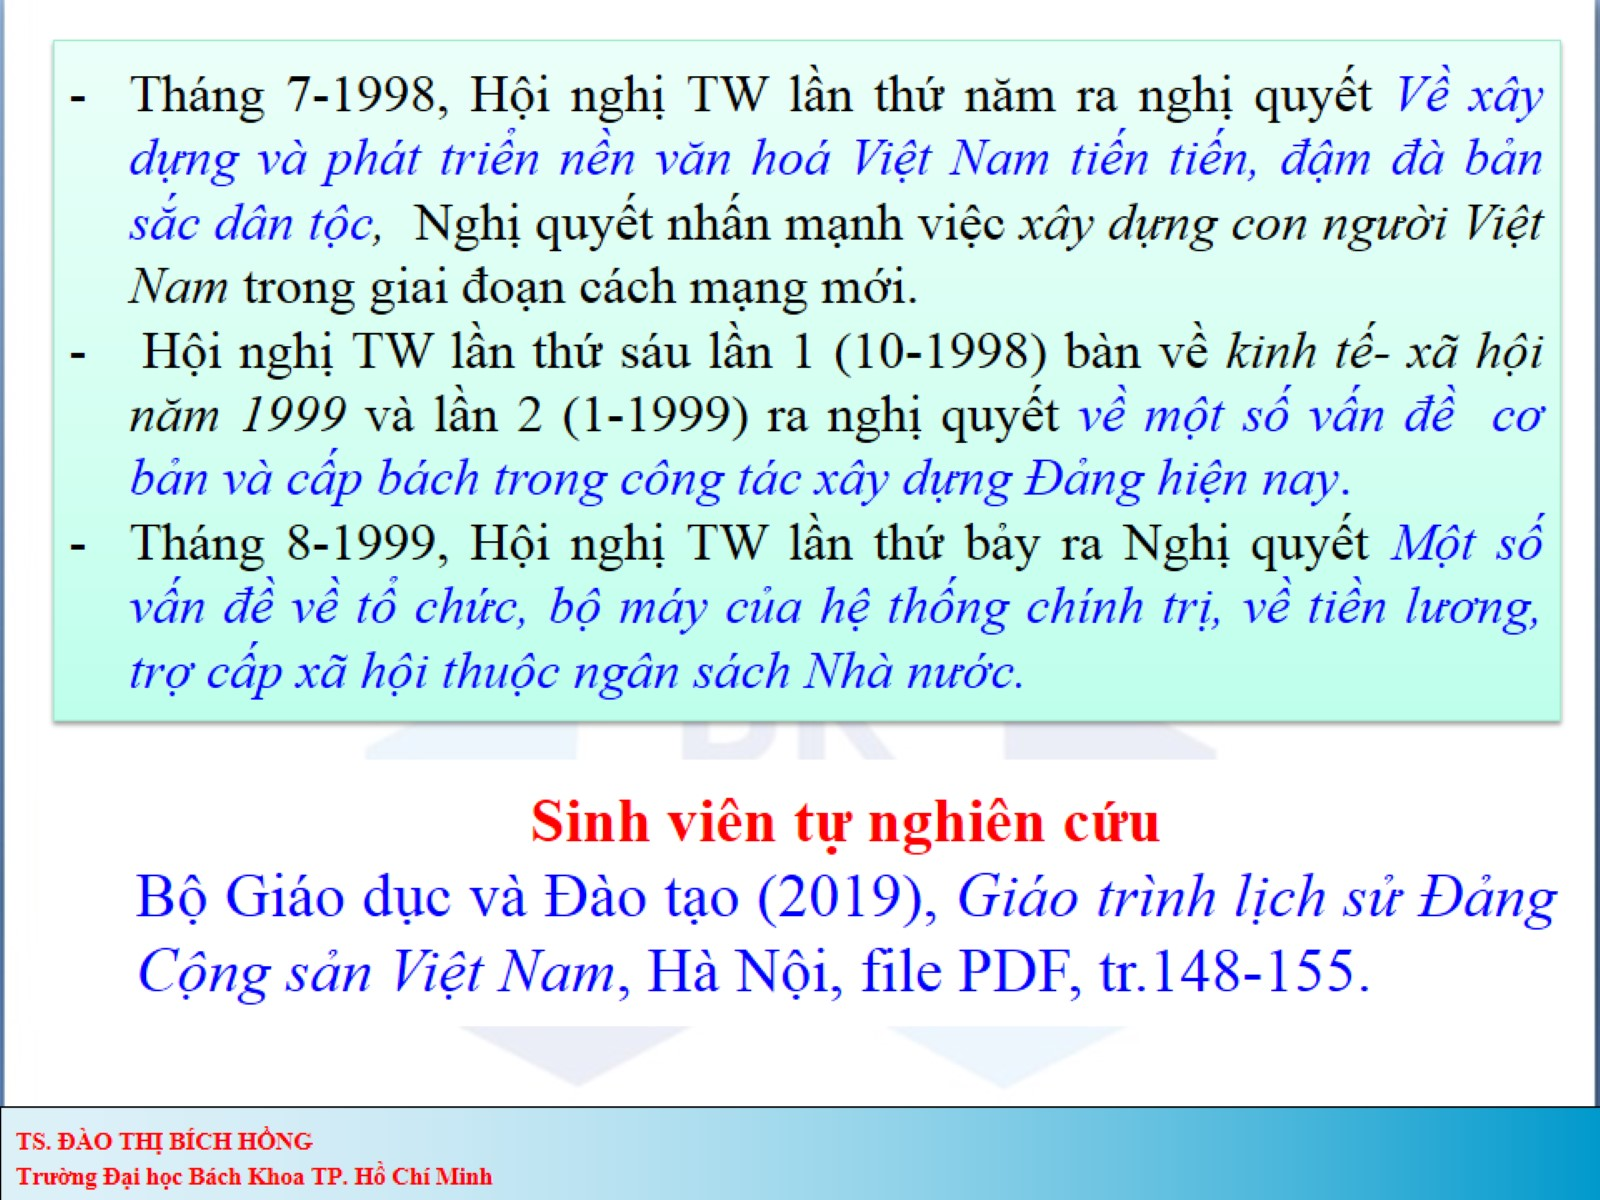 - Tháng 7-1998, Hội nghị TW lần thứ năm ra nghị quyết Về xây
dựng và phát triển nền văn hoá Việt Nam tiến tiến, đậm đà bản
sắc dân tộc, Nghị quyết nhấn mạnh việc xây dựng con người Việt
Nam trong giai đoạn cách mạng mới.
- Hội nghị TW lần thứ sáu lần 1 (10-1998) bàn về kinh tế- xã hội
năm 1999 và lần 2 (1-1999) ra nghị quyết về một số vấn đề cơ
bản và cấp bách trong công tác xây dựng Đảng hiện nay.
- Tháng 8-1999, Hội nghị TW lần thứ bảy ra Nghị quyết Một số
vấn đề về tổ chức, bộ máy của hệ thống chính trị, về tiền lương,
trợ cấp xã hội thuộc ngân sách Nhà nước.
Sinh viên tự nghiên cứu
Bộ Giáo dục và Đào tạo (2019), Giáo trình lịch sử Đảng
Cộng sản Việt Nam, Hà Nội, file PDF, tr.148-155.
TS. ĐÀO THỊ BÍCH HỒNG
Trường Đại học Bách Khoa TP. Hồ Chí Minh